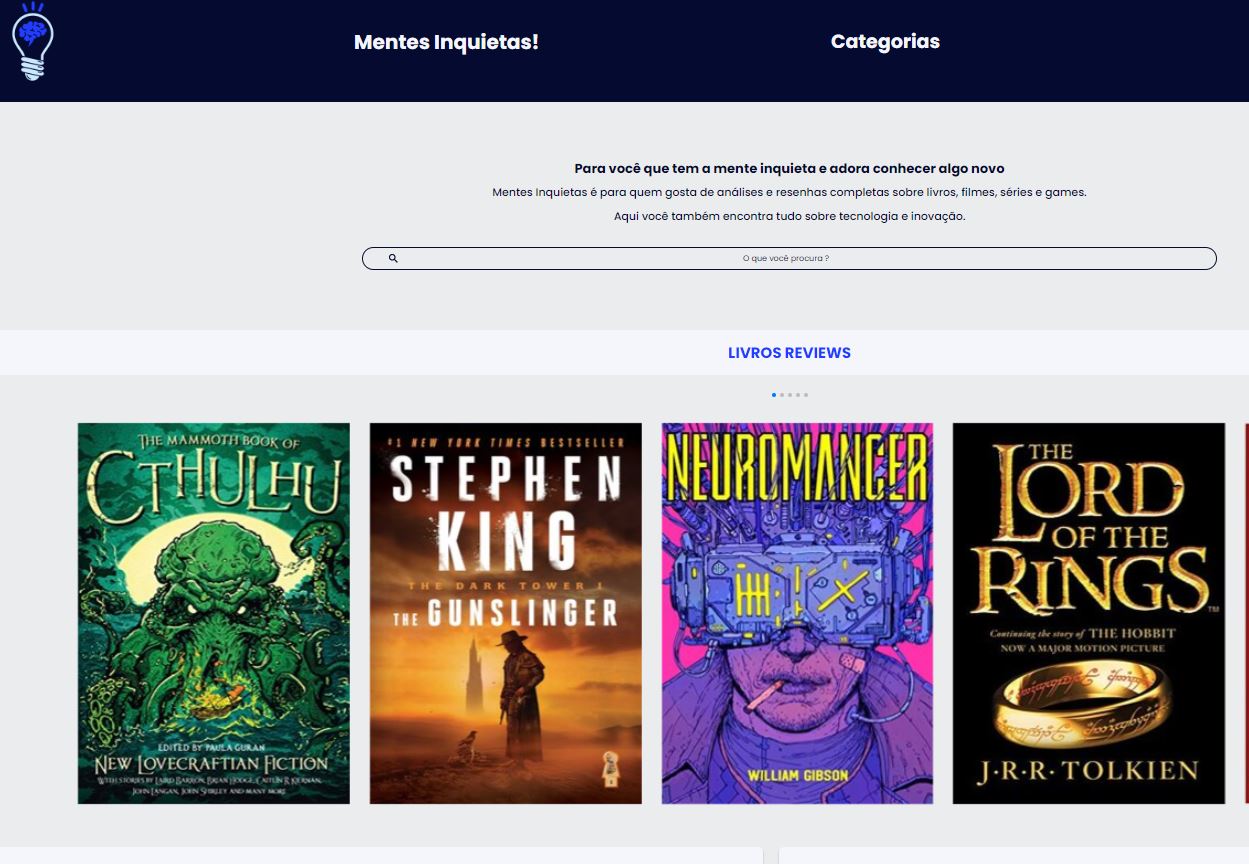 Mentes Inquietas!
Categorias
Para você que tem a mente inquieta e adora conhecer algo novo
Mentes Inquietas é para quem gosta de análises e resenhas completas sobre livros, filmes, séries e games.
Aqui você também encontra tudo sobre tecnologia e inovação.
O que você procura ?
LIVROS REVIEWS
THE MAMMOTH BOOK OF
CTHULHU
EDITED BY PAULA GURAN
NEW LOVECRAFTIAN FICTION
WITH STORIES BY LAIRD BARRON, BRIAN HODGE, CAITLÍN R. KIERNAN,
JOHN LANGAN, JOHN SHIRLEY AND MANY MORE
#1 NEW YORK TIMES BESTSELLER
STEPHEN
KING
THE DARK TOWER I
THE GUNSLINGER
NEUROMANCER
WILLIAM GIBSON
THE
LORD
OF THE
RINGS™
Continuing the story of THE HOBBIT
NOW A MAJOR MOTION PICTURE
J·R·R·TOLKIEN